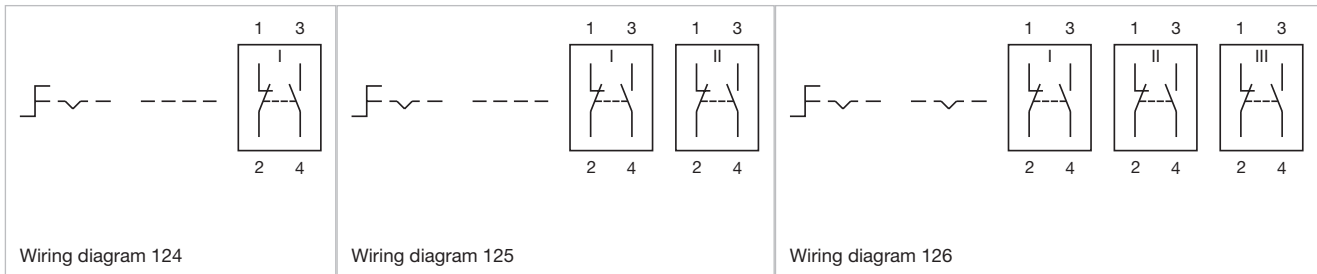 1 3
I
2 4
Wiring diagram 124
1 3 1 3
I II
2 4 2 4
Wiring diagram 125
1 3 1 3 1 3
I II III
2 4 2 4 2 4
Wiring diagram 126